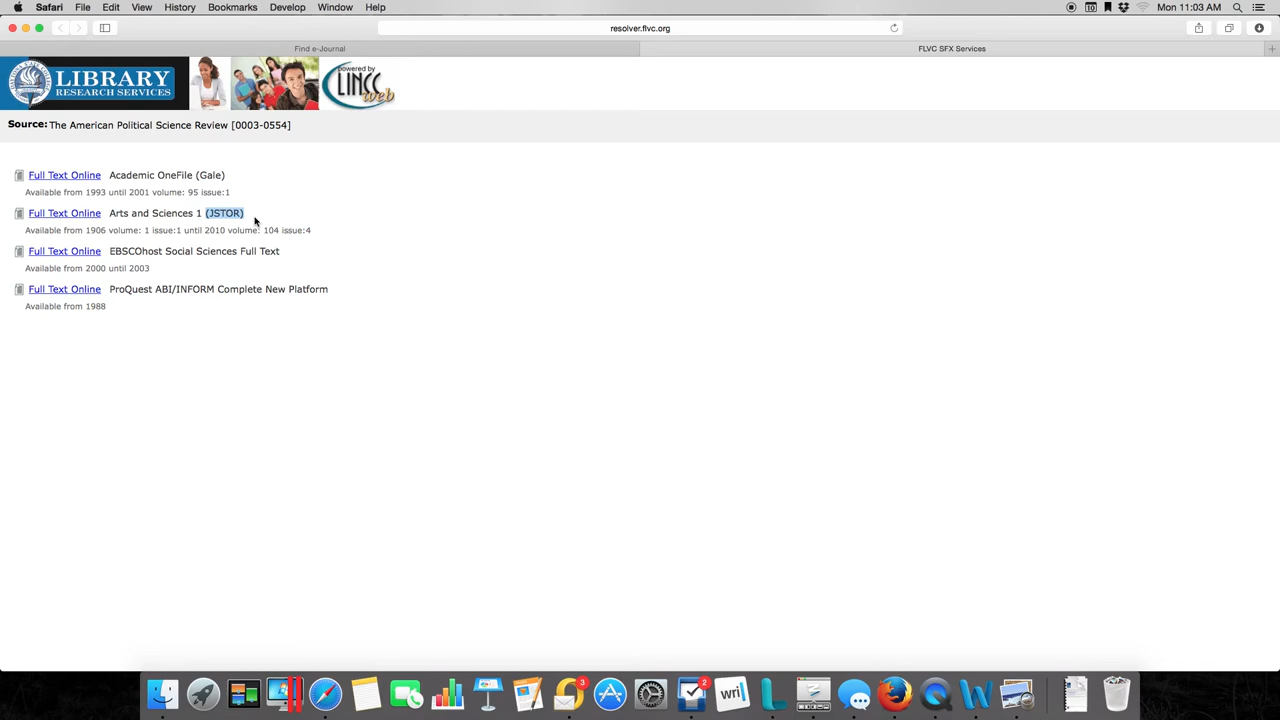 Safari File Edit View History Bookmarks Develop Window Help
10
Mon 11:03 AM
resolver.flvc.org
Find e-Journal
FLVC SFX Services
LIBRARY
RESEARCH SERVICES
powered by
LINCC
web
Source: The American Political Science Review [0003-0554]
Full Text Online Academic OneFile (Gale)
Available from 1993 until 2001 volume: 95 issue:1
Full Text Online Arts and Sciences 1 (JSTOR)
Available from 1906 volume: 1 issue:1 until 2010 volume: 104 issue:4
Full Text Online EBSCOhost Social Sciences Full Text
Available from 2000 until 2003
Full Text Online ProQuest ABI/INFORM Complete New Platform
Available from 1988
3
2
wri